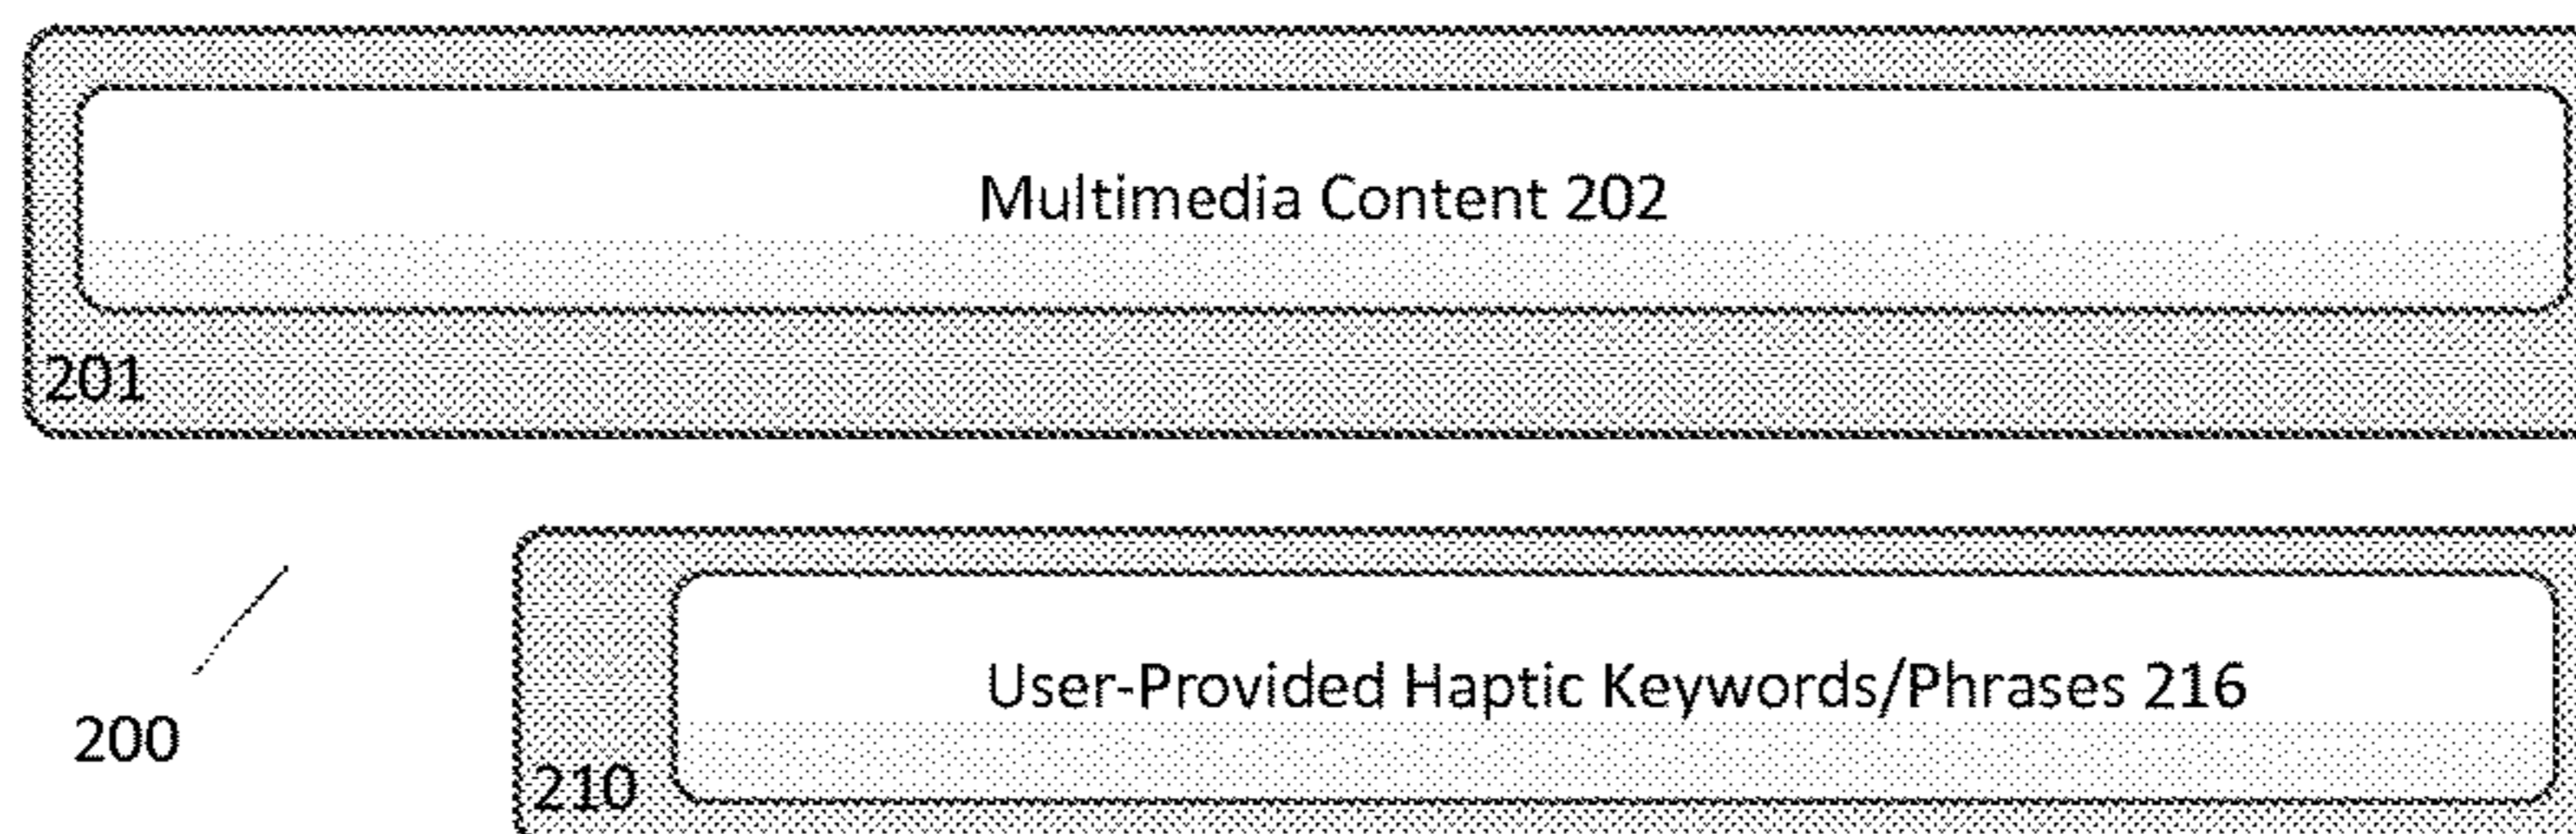 Multimedia Content 202
201
User-Provided Haptic Keywords/Phrases 216
200
210